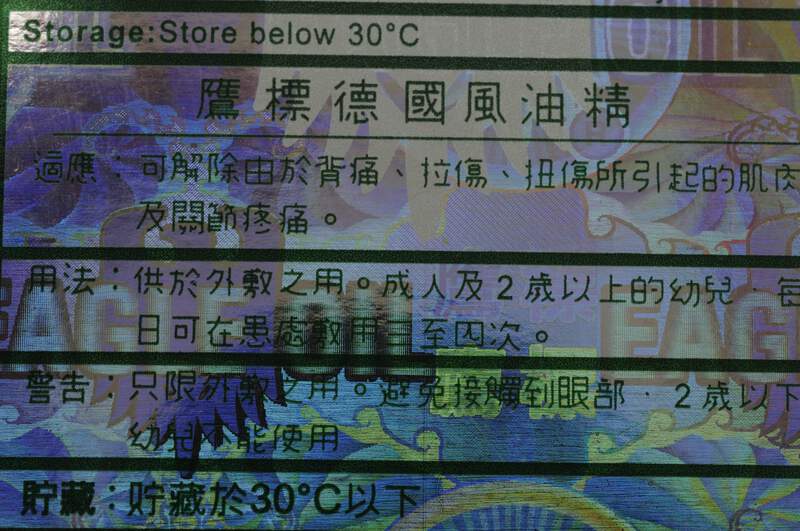 Storage:Store below 30°C
鷹標德國風油精
適應：可解除由於背痛、拉傷、扭傷所引起的肌肉
及關節疼痛。
用法：供於外敷之用。成人及2歲以上的幼兒，每
日可在患處敷用三至四次。
EAGLE OIL EAGL
警告：只限外敷之用。避免接觸到眼部，2歲以下
幼兒不能使用
貯藏：貯藏於30°C以下